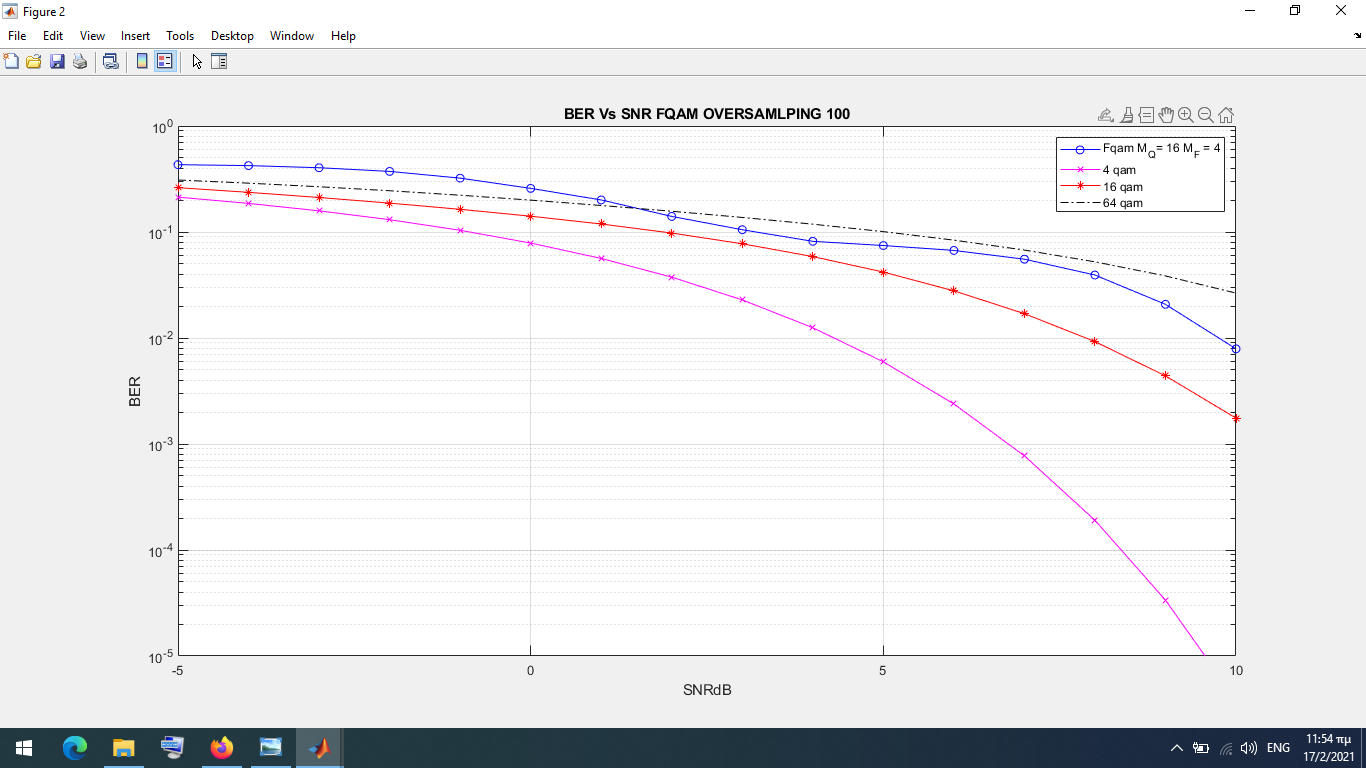 Figure 2
File Edit View Insert Tools Desktop Window Help
BER Vs SNR FQAM OVERSAMLPING 100
Fqam M_Q= 16 M_F = 4
4 qam
16 qam
64 qam
10^0
10^-1
10^-2
10^-3
10^-4
10^-5
BER
-5 0 5 10
SNRdB
ENG
11:54 πμ
17/2/2021